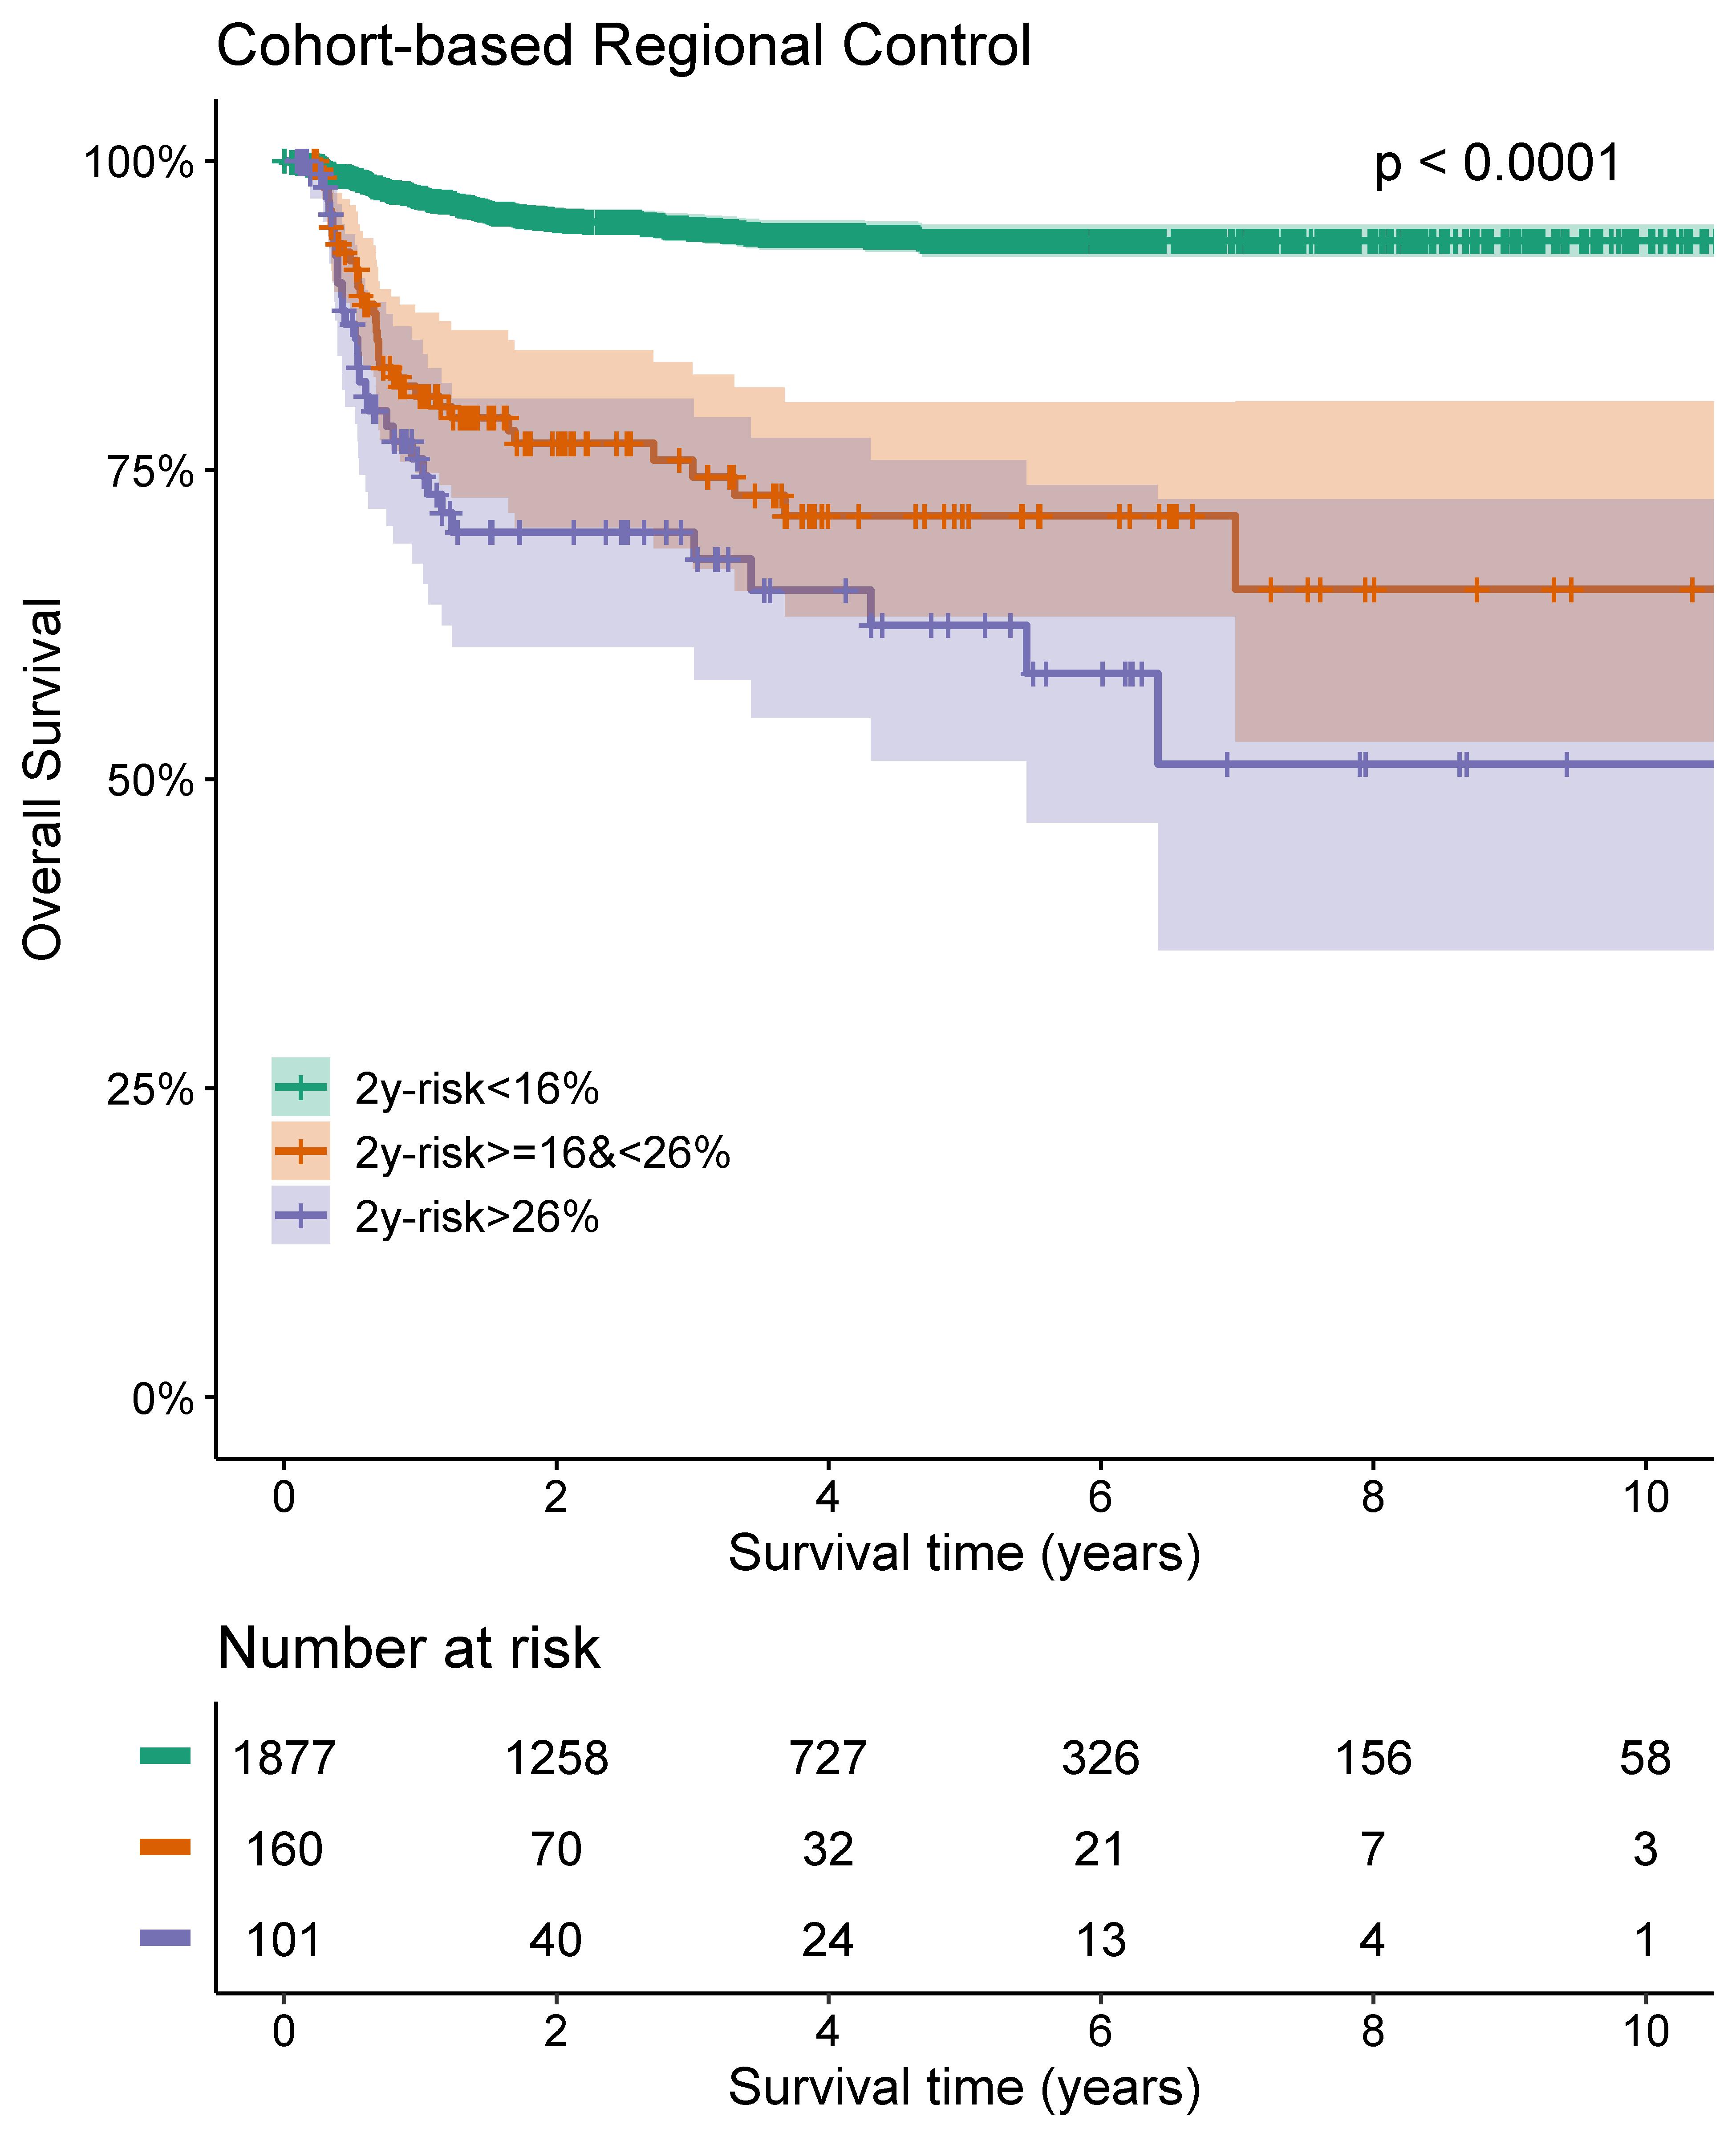 Cohort-based Regional Control
p < 0.0001
100%
75%
50%
25%
0%
Overall Survival
2y-risk<16%
2y-risk>=16&<26%
2y-risk>26%
0 2 4 6 8 10
Survival time (years)
Number at risk
1877 1258 727 326 156 58
160 70 32 21 7 3
101 40 24 13 4 1
0 2 4 6 8 10
Survival time (years)